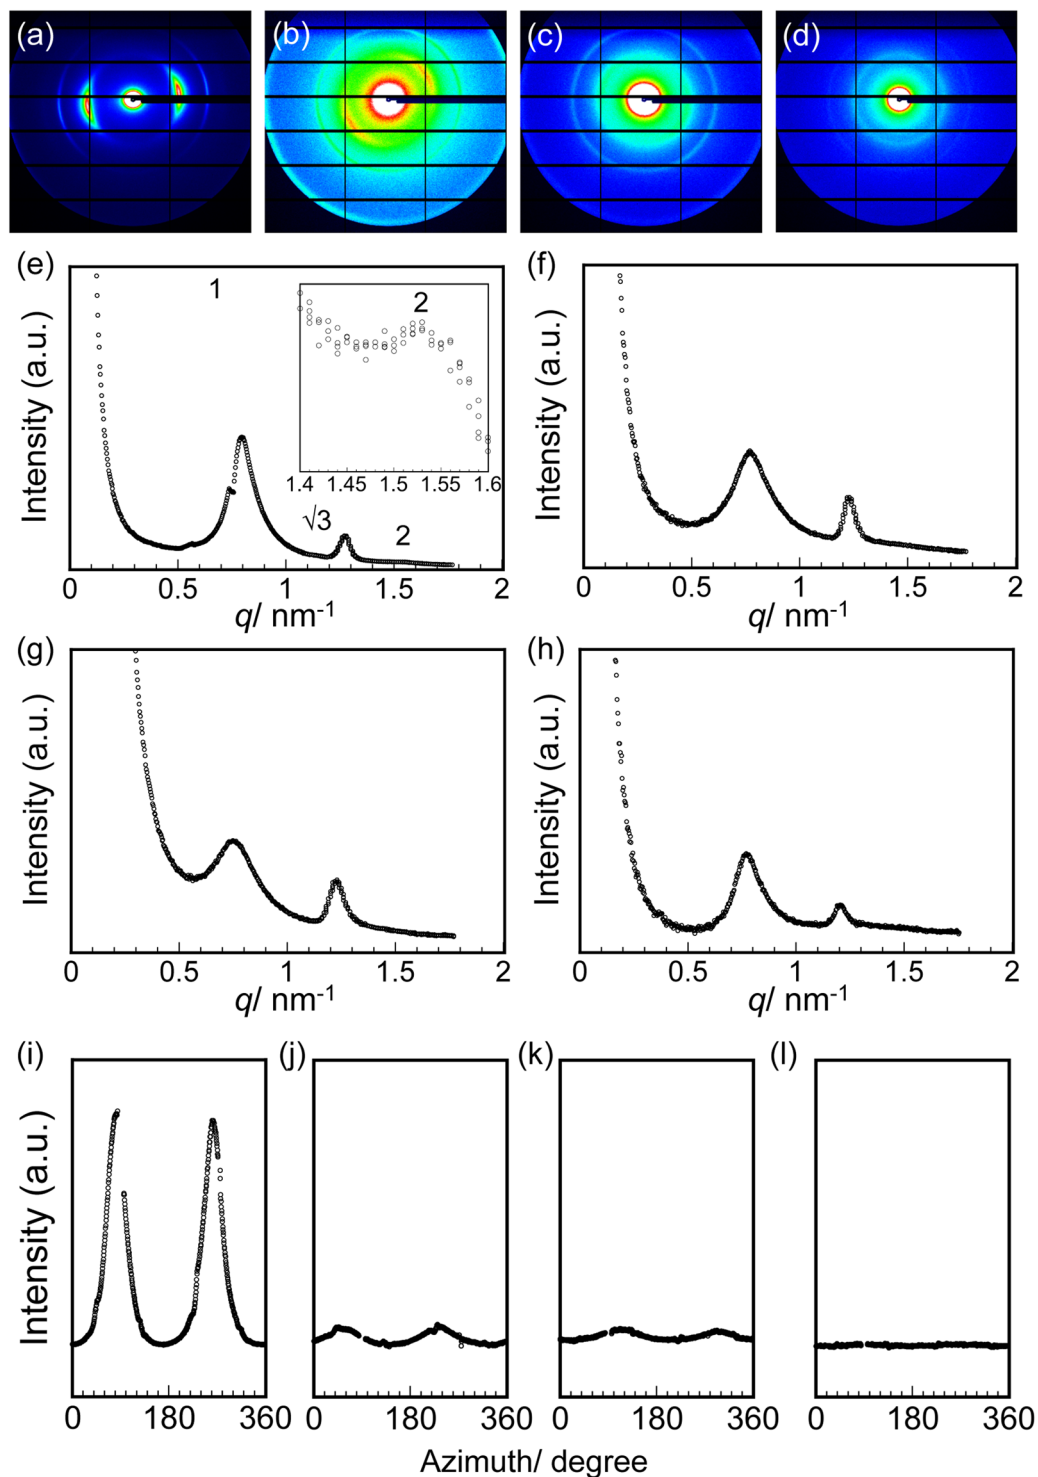 (a) (b) (c) (d)
(e) (f)
Intensity (a.u.)
1
2
1.4 1.45 1.5 1.55 1.6
√3 2
0 0.5 1 1.5 2
q/ nm-1
Intensity (a.u.)
0 0.5 1 1.5 2
q/ nm-1
(g) (h)
Intensity (a.u.)
0 0.5 1 1.5 2
q/ nm-1
Intensity (a.u.)
0 0.5 1 1.5 2
q/ nm-1
(i) (j) (k) (l)
Intensity (a.u.)
0 180 360 0 180 360 0 180 360 0 180 360
Azimuth/ degree